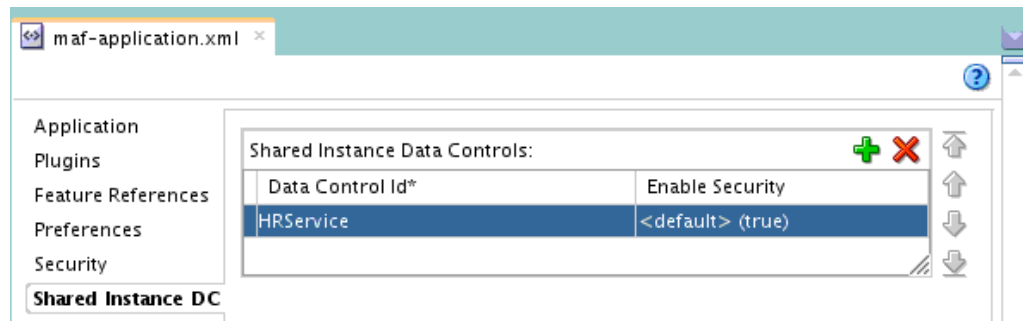 maf-application.xml
Application
Plugins
Feature References
Preferences
Security
Shared Instance DC
Shared Instance Data Controls:
Data Control Id* Enable Security
HRService <default> (true)